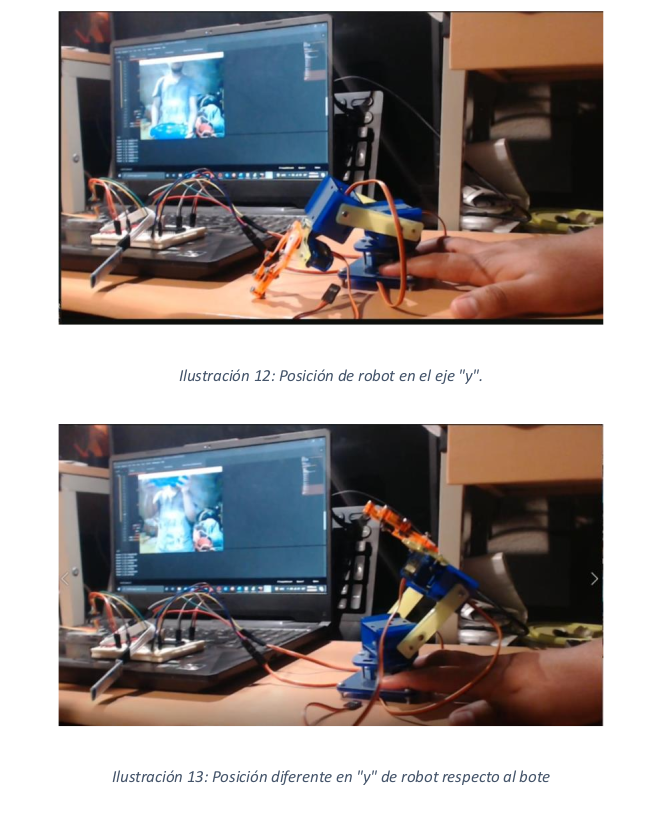 Ilustración 12: Posición de robot en el eje "y".
Ilustración 13: Posición diferente en "y" de robot respecto al bote